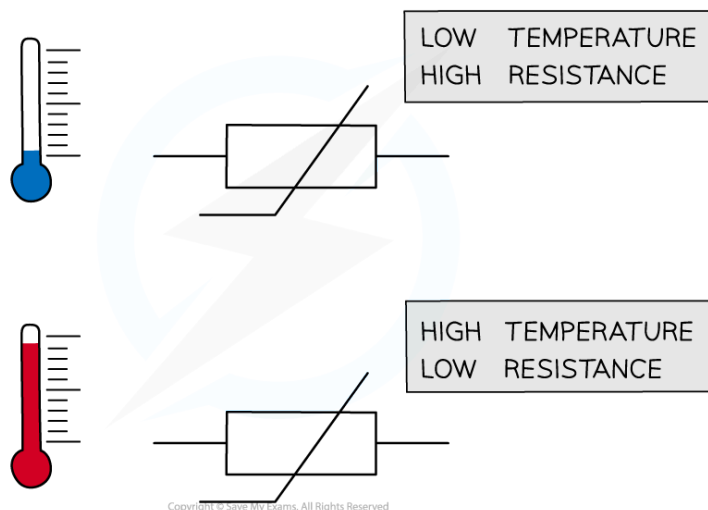 LOW TEMPERATURE
HIGH RESISTANCE
HIGH TEMPERATURE
LOW RESISTANCE
Copyright © Save My Exams. All Rights Reserved